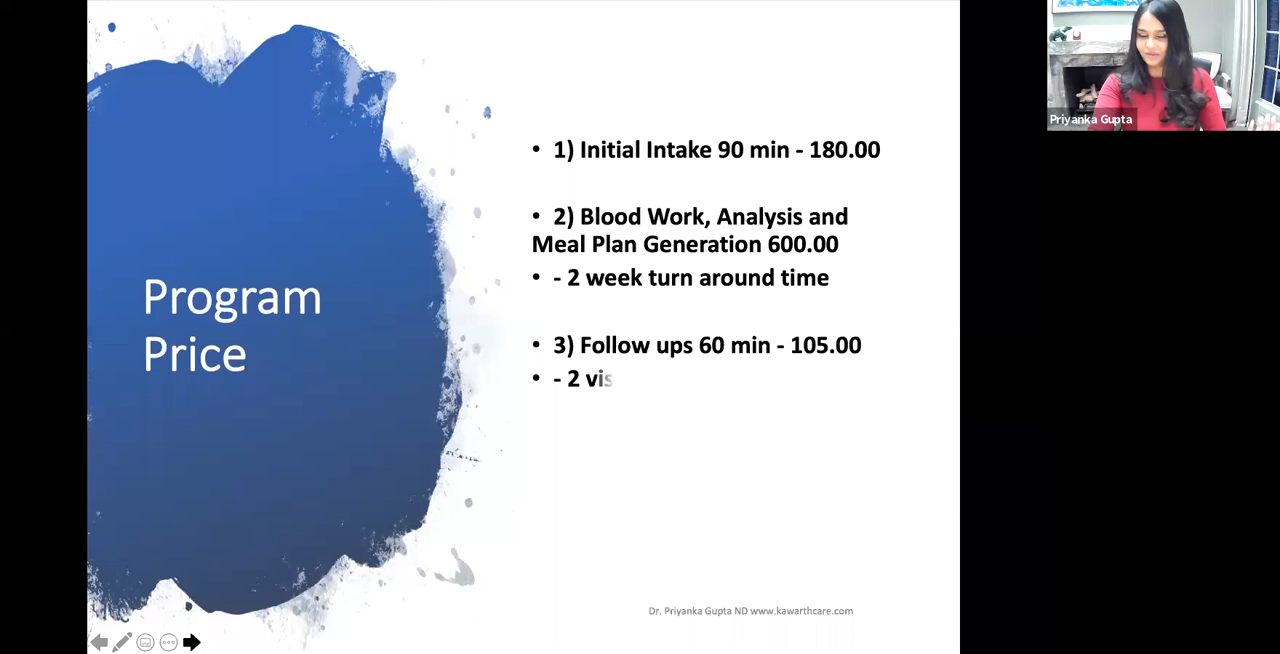 Program
Price
• 1) Initial Intake 90 min - 180.00
• 2) Blood Work, Analysis and
Meal Plan Generation 600.00
• - 2 week turn around time
• 3) Follow ups 60 min - 105.00
• - 2 vis
Dr. Priyanka Gupta ND www.kawarthcare.com
Priyanka Gupta